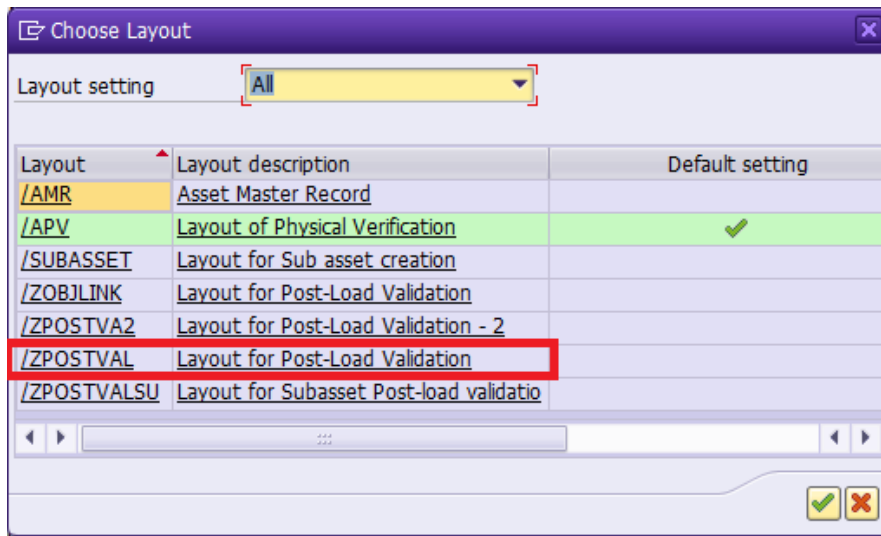 Choose Layout
Layout setting All
Layout Layout description Default setting
/AMR Asset Master Record
/APV Layout of Physical Verification
/SUBASSET Layout for Sub asset creation
/ZOBJLINK Layout for Post-Load Validation
/ZPOSTVA2 Layout for Post-Load Validation - 2
/ZPOSTVAL Layout for Post-Load Validation
/ZPOSTVALSU Layout for Subasset Post-load validatio